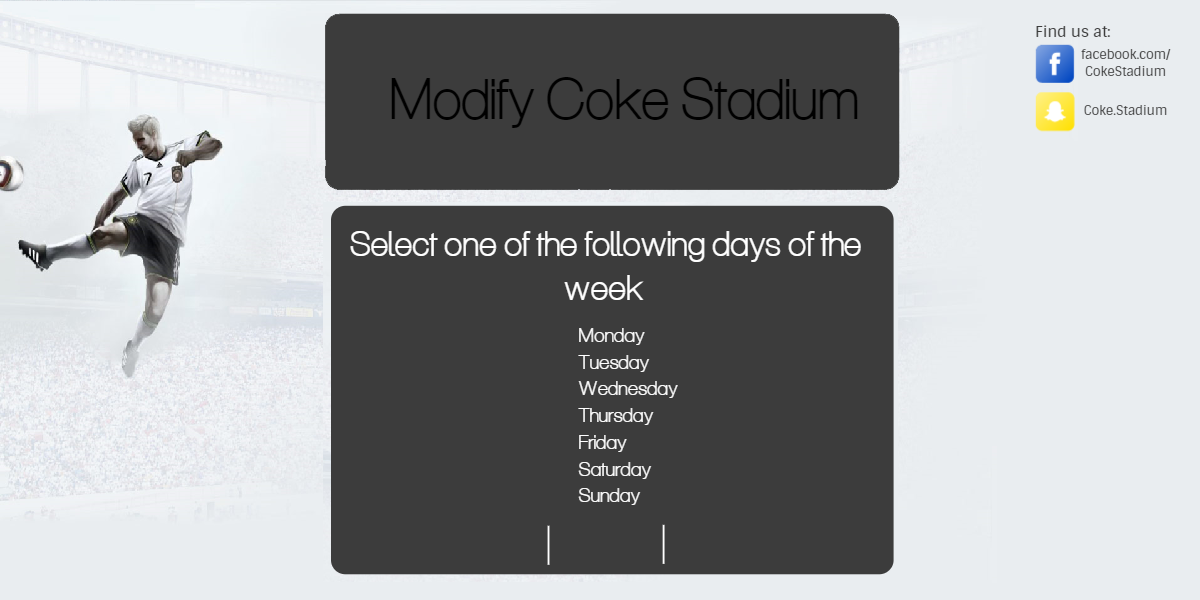 Modify Coke Stadium
Find us at:
facebook.com/
CokeStadium
Coke.Stadium
Select one of the following days of the
week
Monday
Tuesday
Wednesday
Thursday
Friday
Saturday
Sunday
7